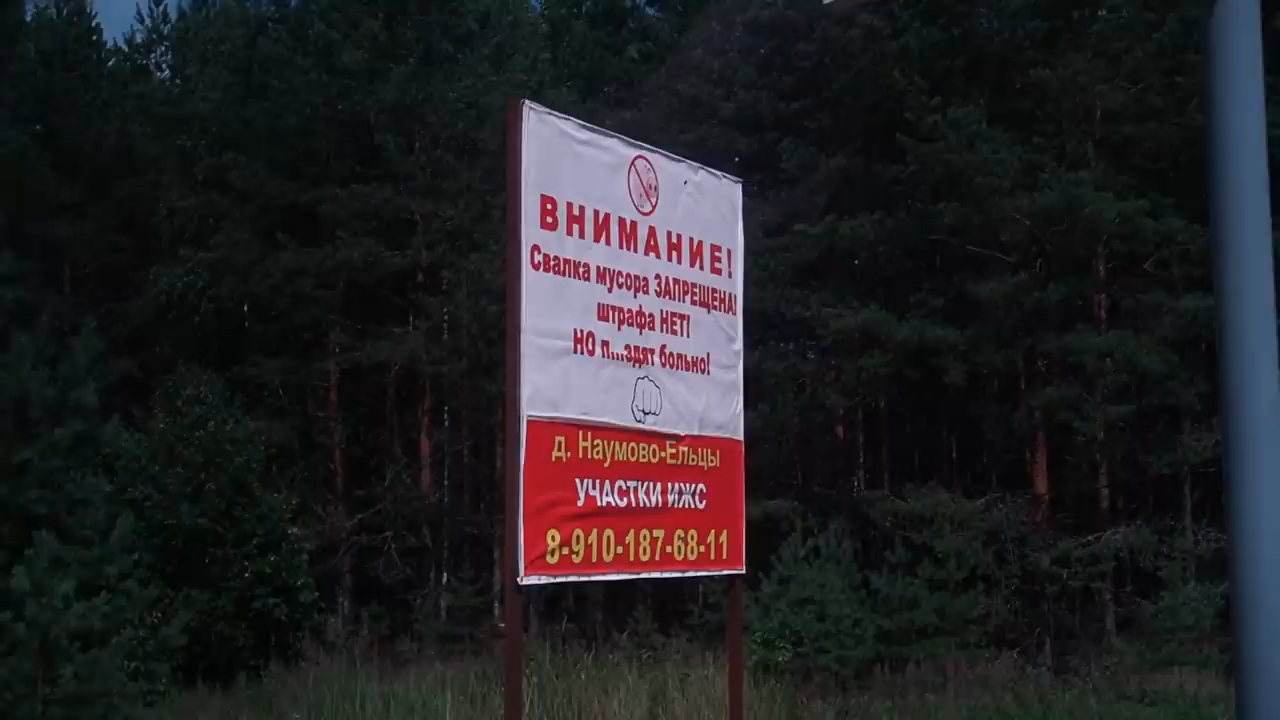 ВНИМАНИЕ!
Свалка мусора ЗАПРЕЩЕНА!
штрафа НЕТ!
НО п...здят больно!
д. Наумово-Ельцы
УЧАСТКИ ИЖС
8-910-187-68-11